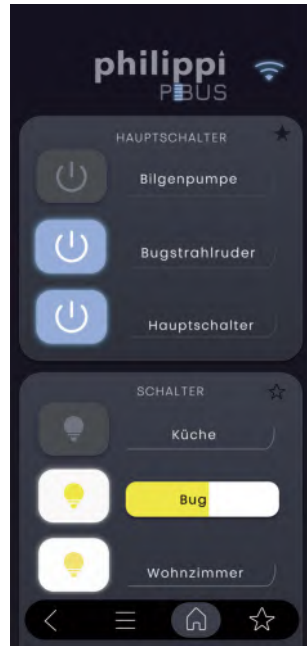 philippi
PBUS
HAUPTSCHALTER
Bilgenpumpe
Bugstrahlruder
Hauptschalter
SCHALTER
Küche
Bug
Wohnzimmer